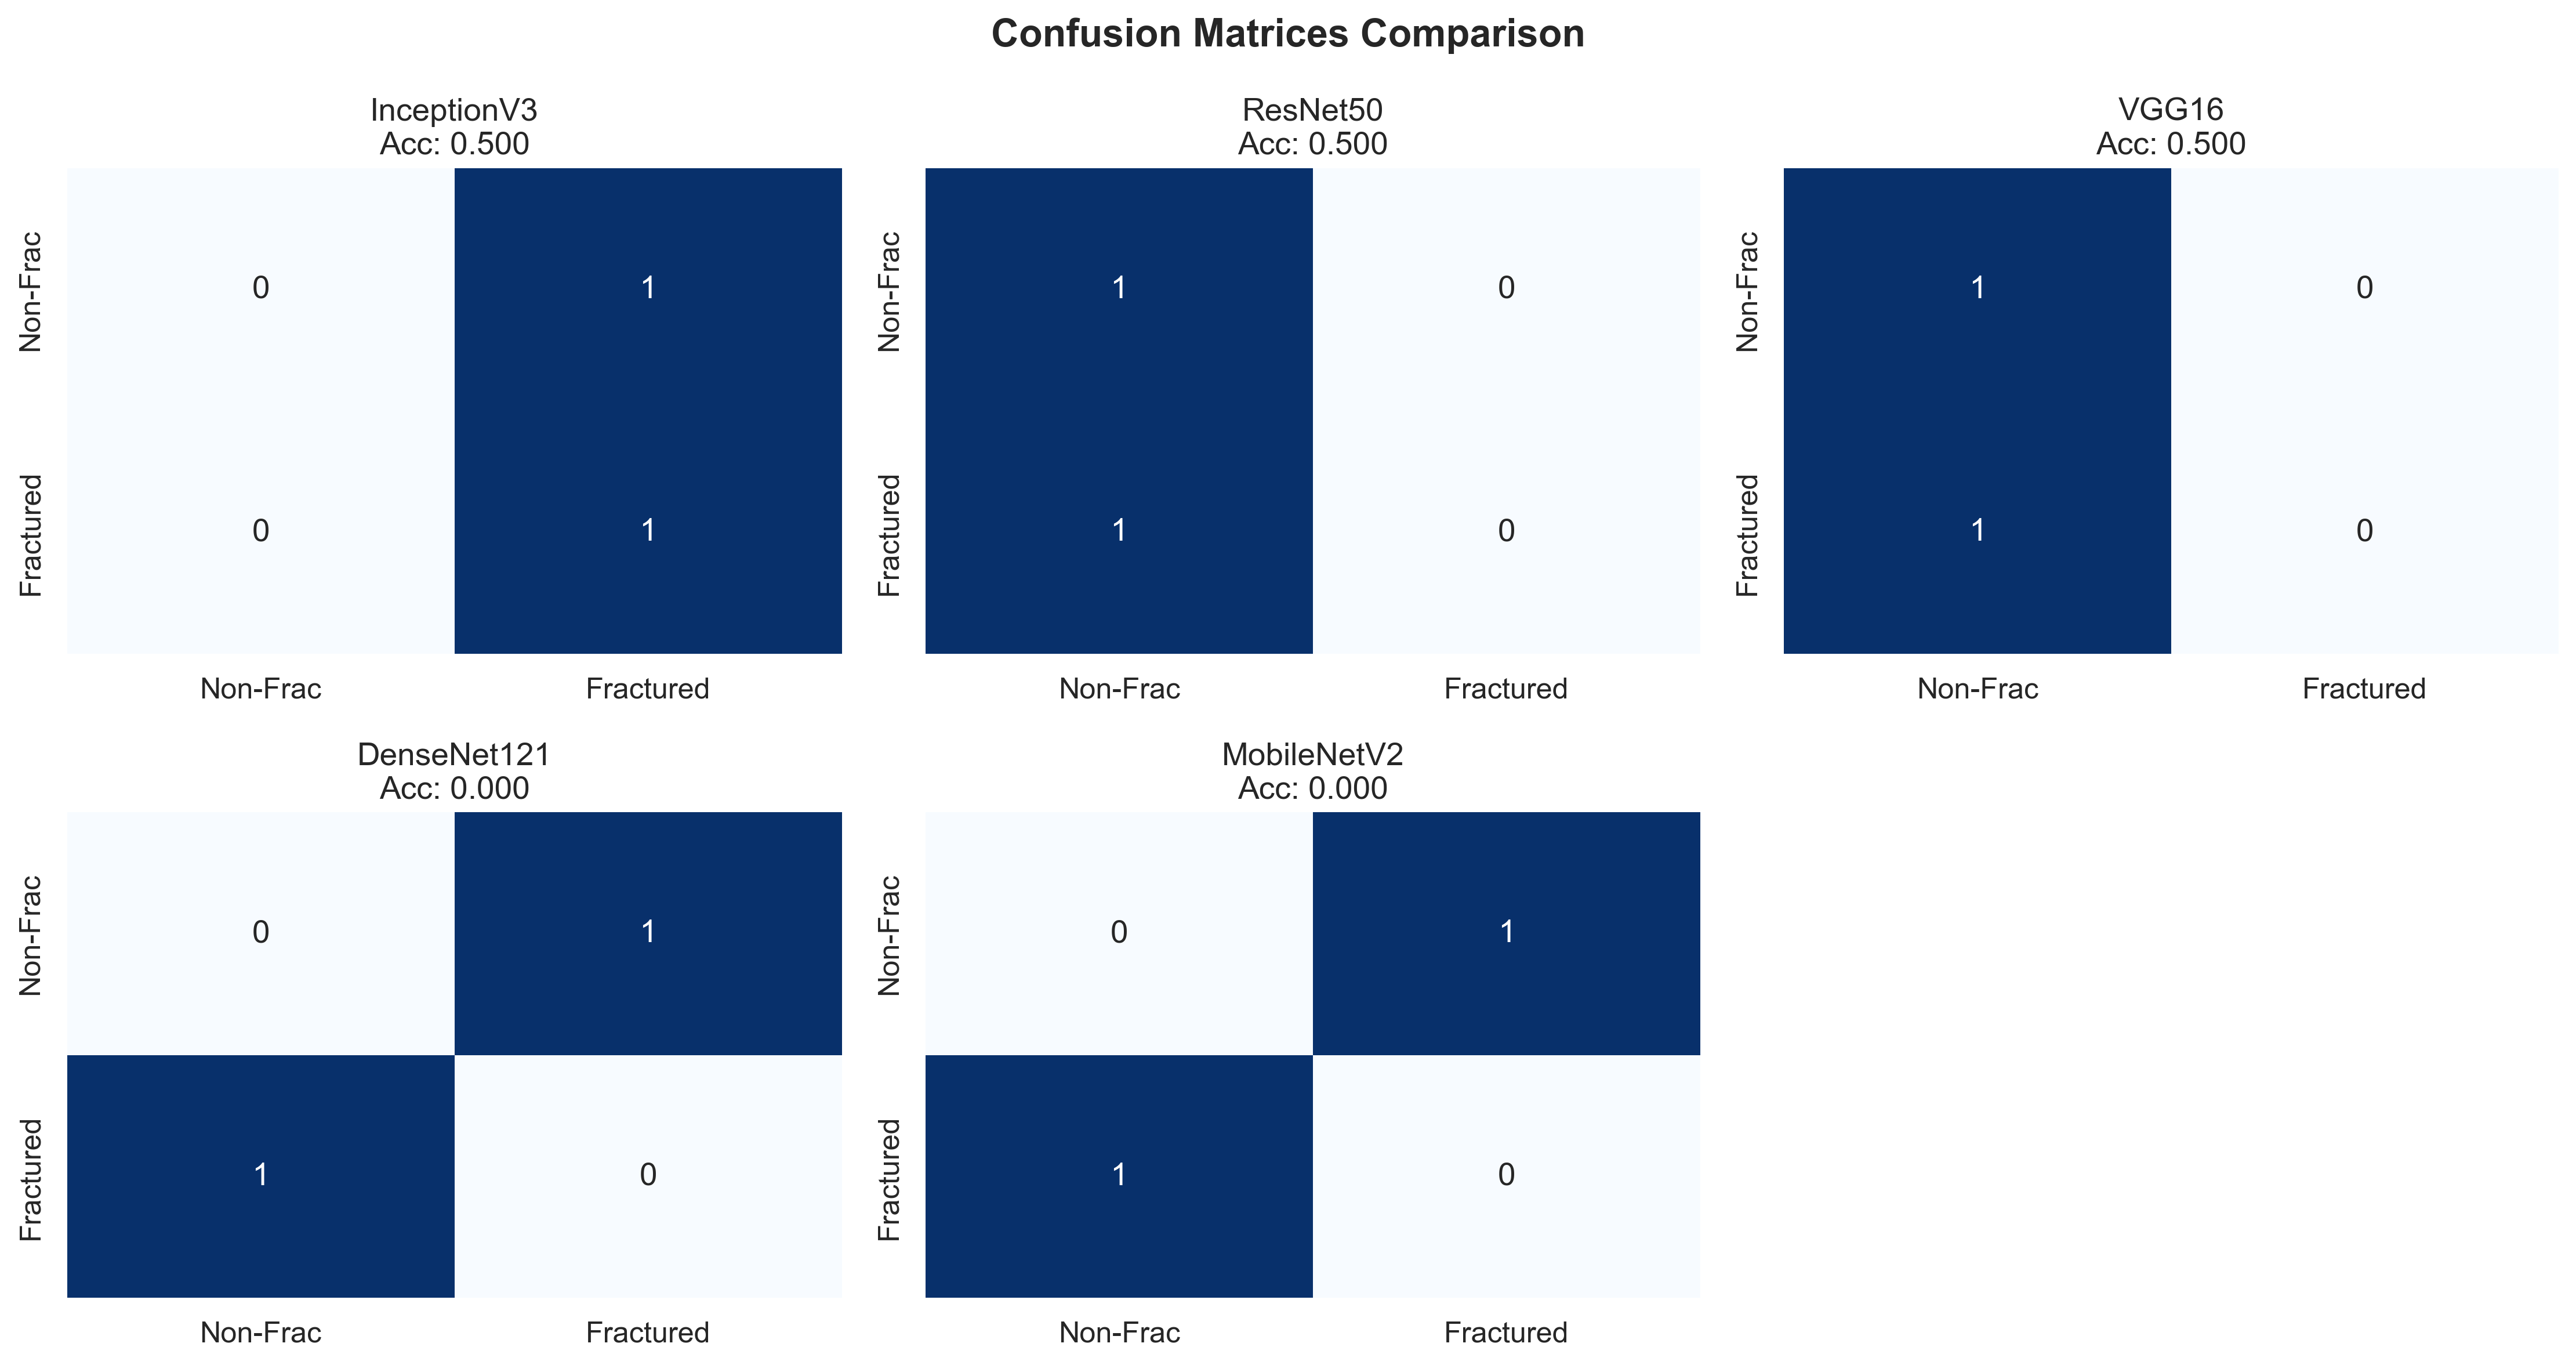 Confusion Matrices Comparison
InceptionV3
Acc: 0.500
Non-Frac
0
1
Fractured
0
1
Non-Frac
Fractured
ResNet50
Acc: 0.500
Non-Frac
1
0
Fractured
1
0
Non-Frac
Fractured
VGG16
Acc: 0.500
Non-Frac
1
0
Fractured
1
0
Non-Frac
Fractured
DenseNet121
Acc: 0.000
Non-Frac
0
1
Fractured
1
0
Non-Frac
Fractured
MobileNetV2
Acc: 0.000
Non-Frac
0
1
Fractured
1
0
Non-Frac
Fractured